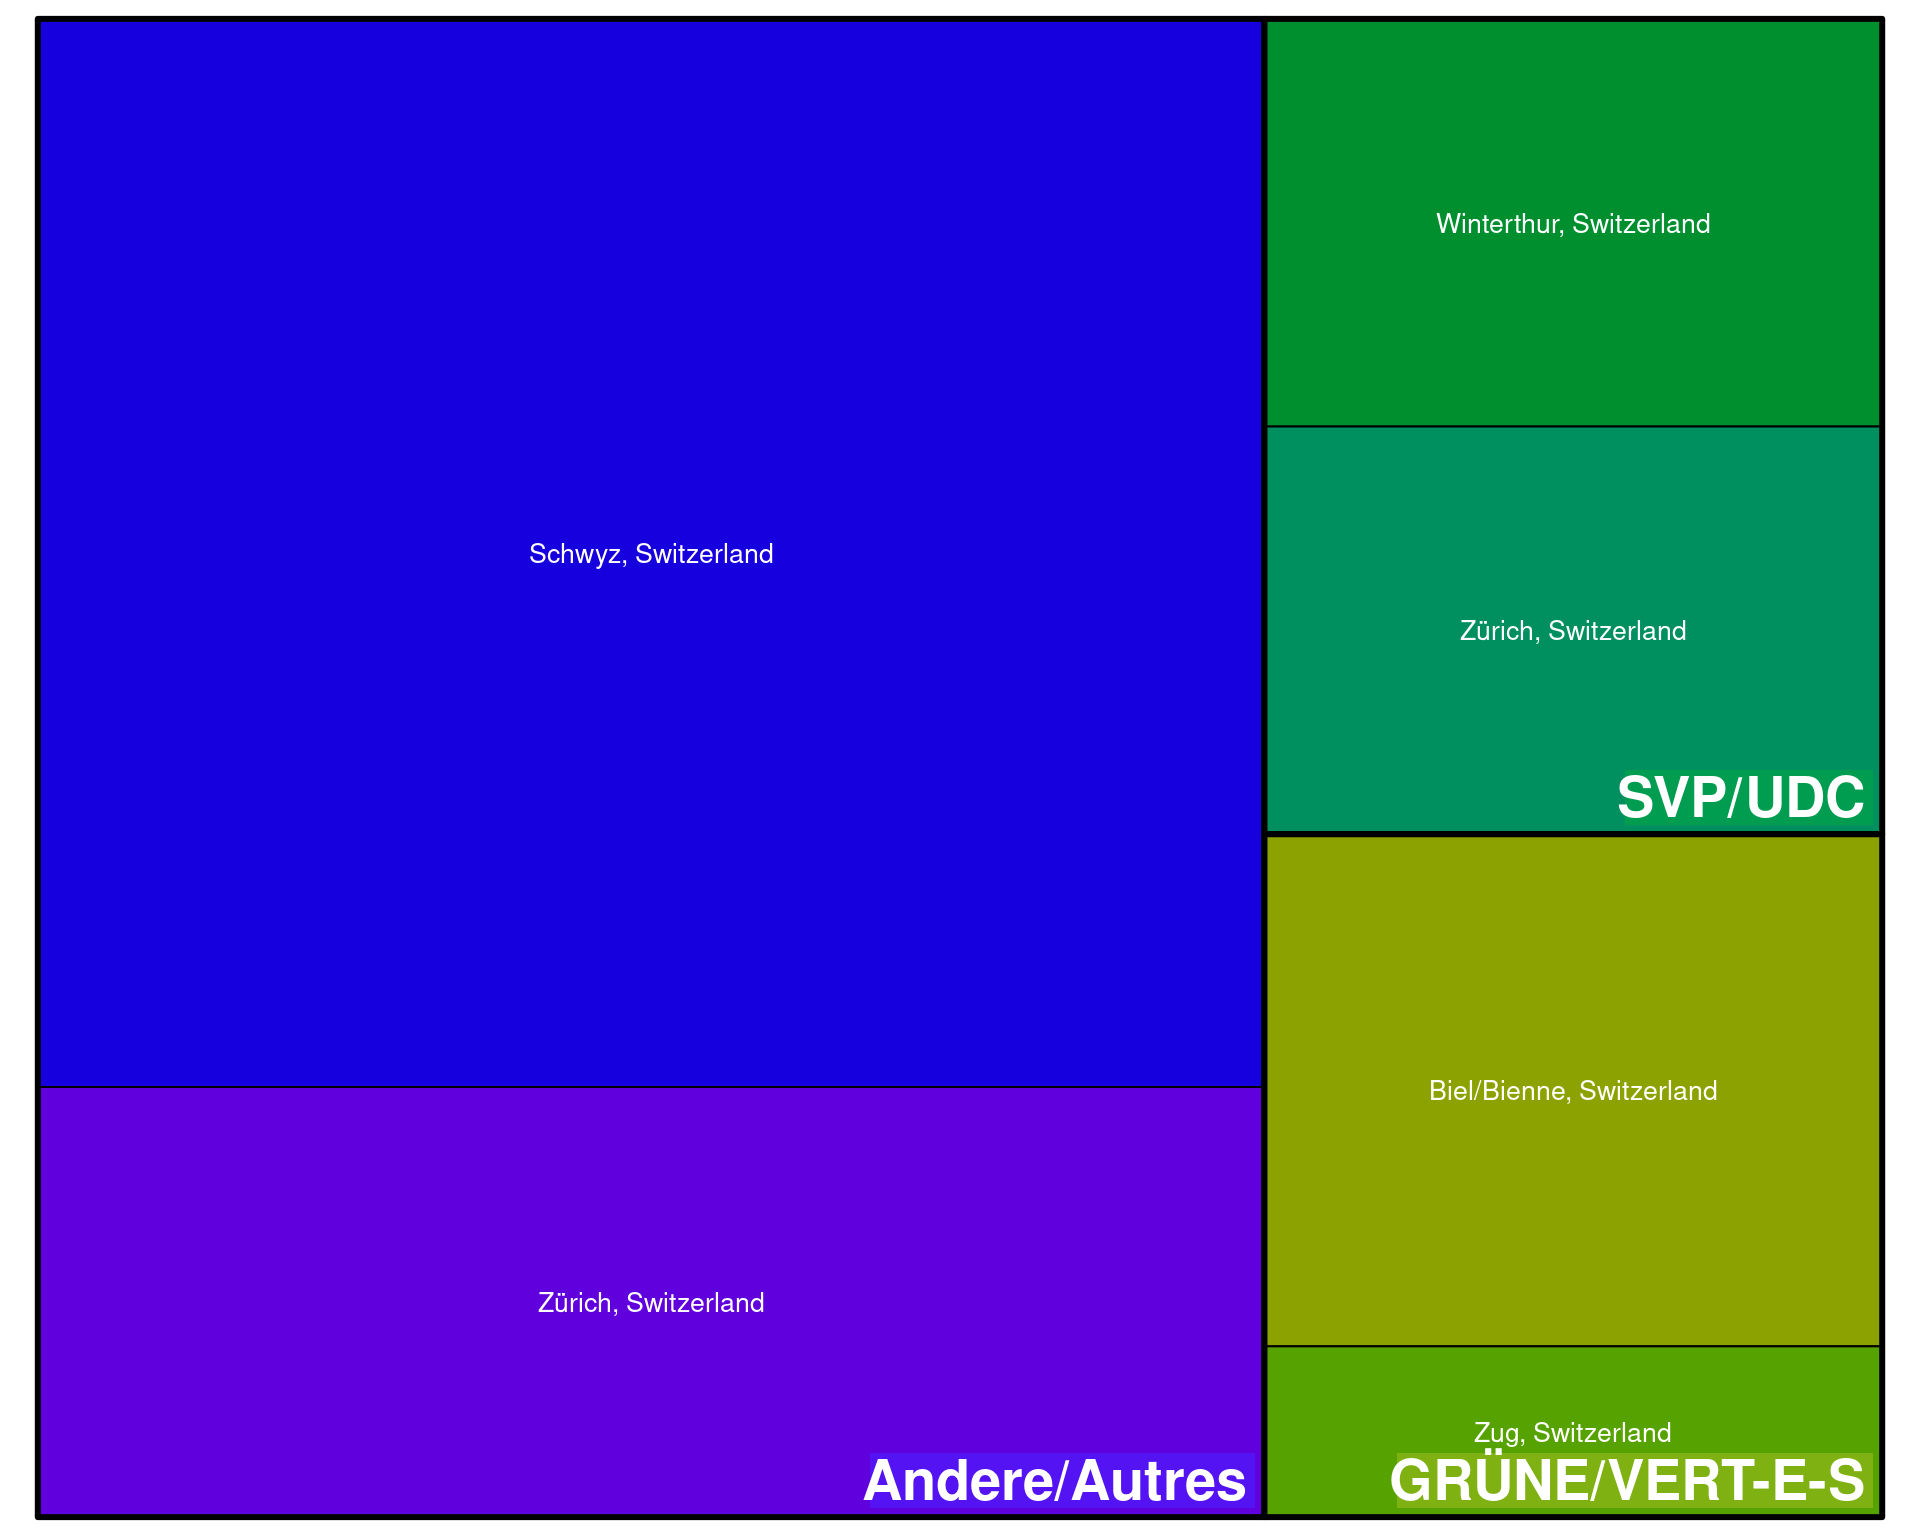 Schwyz, Switzerland
Zürich, Switzerland
Andere/Autres
Winterthur, Switzerland
Zürich, Switzerland
SVP/UDC
Biel/Bienne, Switzerland
Zug, Switzerland
GRÜNE/VERT-E-S